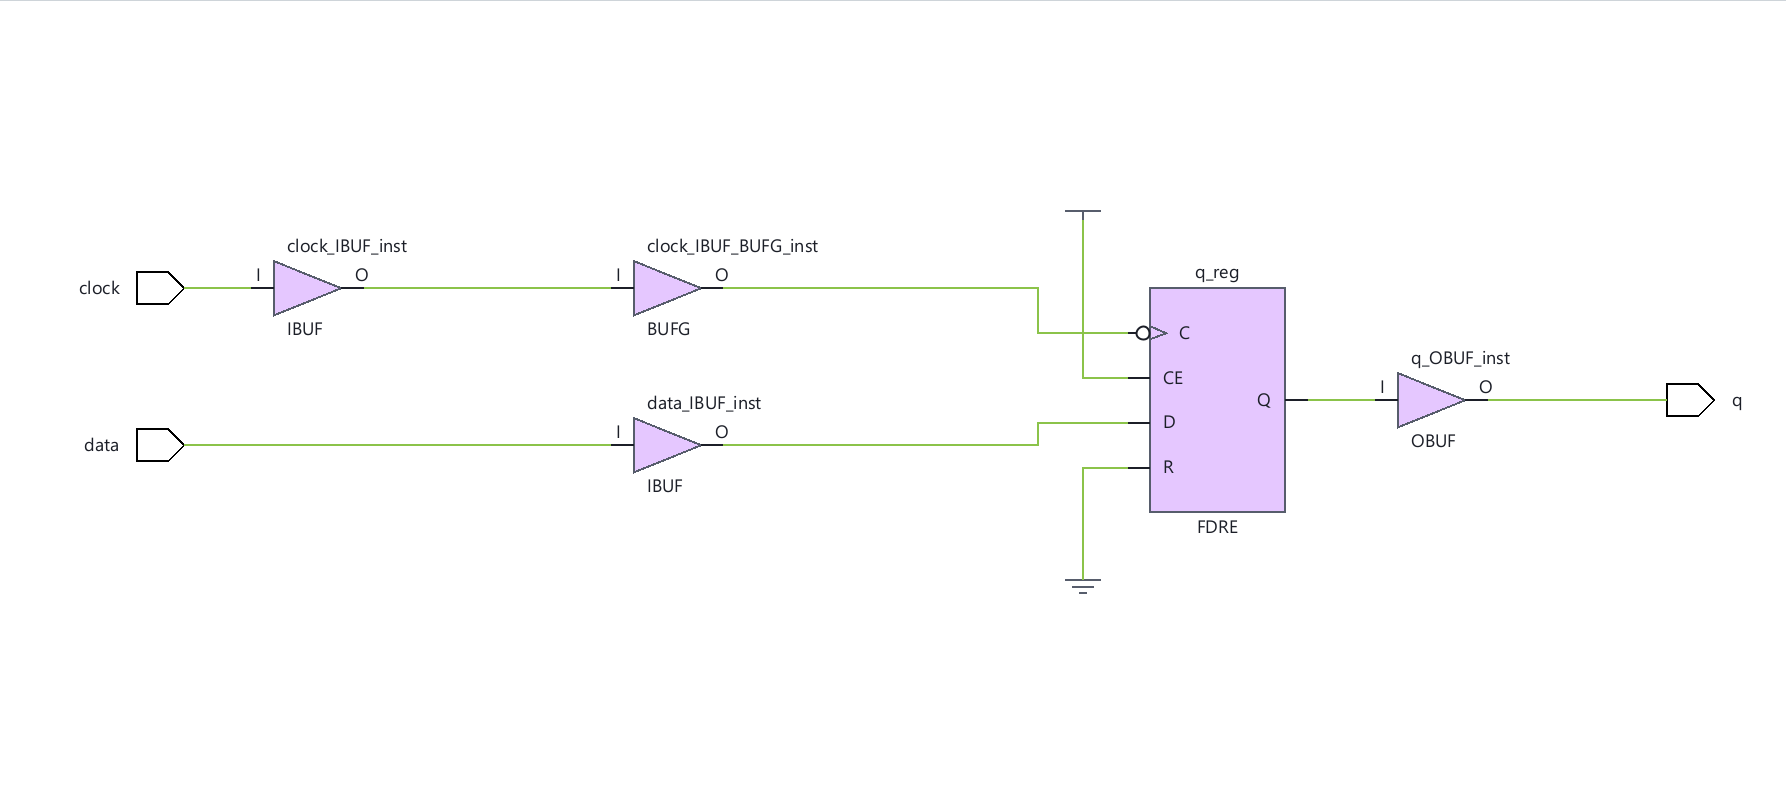 clock
I
clock_IBUF_inst
O
IBUF
I
clock_IBUF_BUFG_inst
O
BUFG
data
I
data_IBUF_inst
O
IBUF
q_reg
C
CE
D
R
Q
FDRE
I
q_OBUF_inst
O
OBUF
q